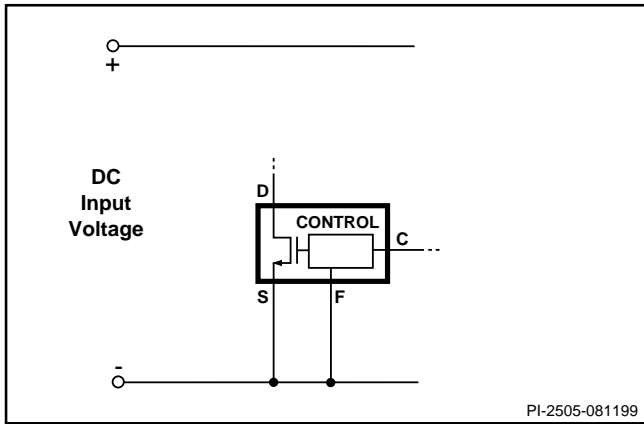 +
DC
Input
Voltage
D
CONTROL
C
S
F
-
PI-2505-081199